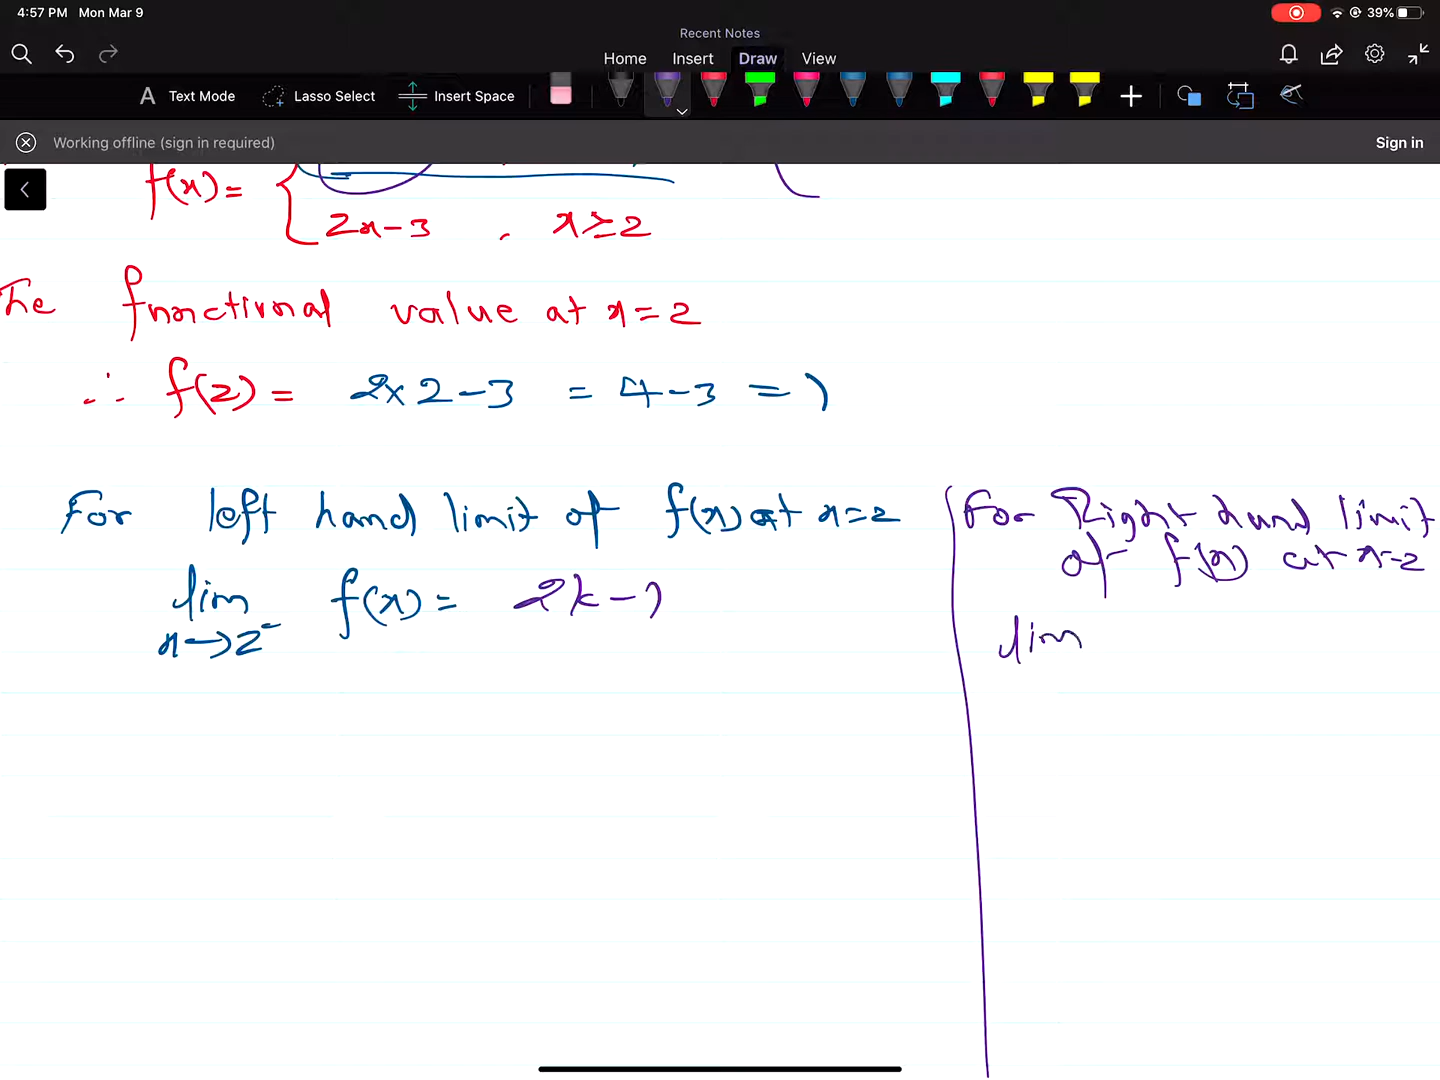 4:57 PM Mon Mar 9
39%
Recent Notes
Home Insert Draw View
A Text Mode Lasso Select Insert Space
Working offline (sign in required) Sign in
f(x) = {
2x-3 , x≥2
The functional value at x=2
∴ f(2) = 2×2-3 = 4-3 = 1
For left hand limit of f(x) at x=2
lim f(x) = 2k-1
x→2⁻
For Right hand limit
of f(x) at x=2
lim